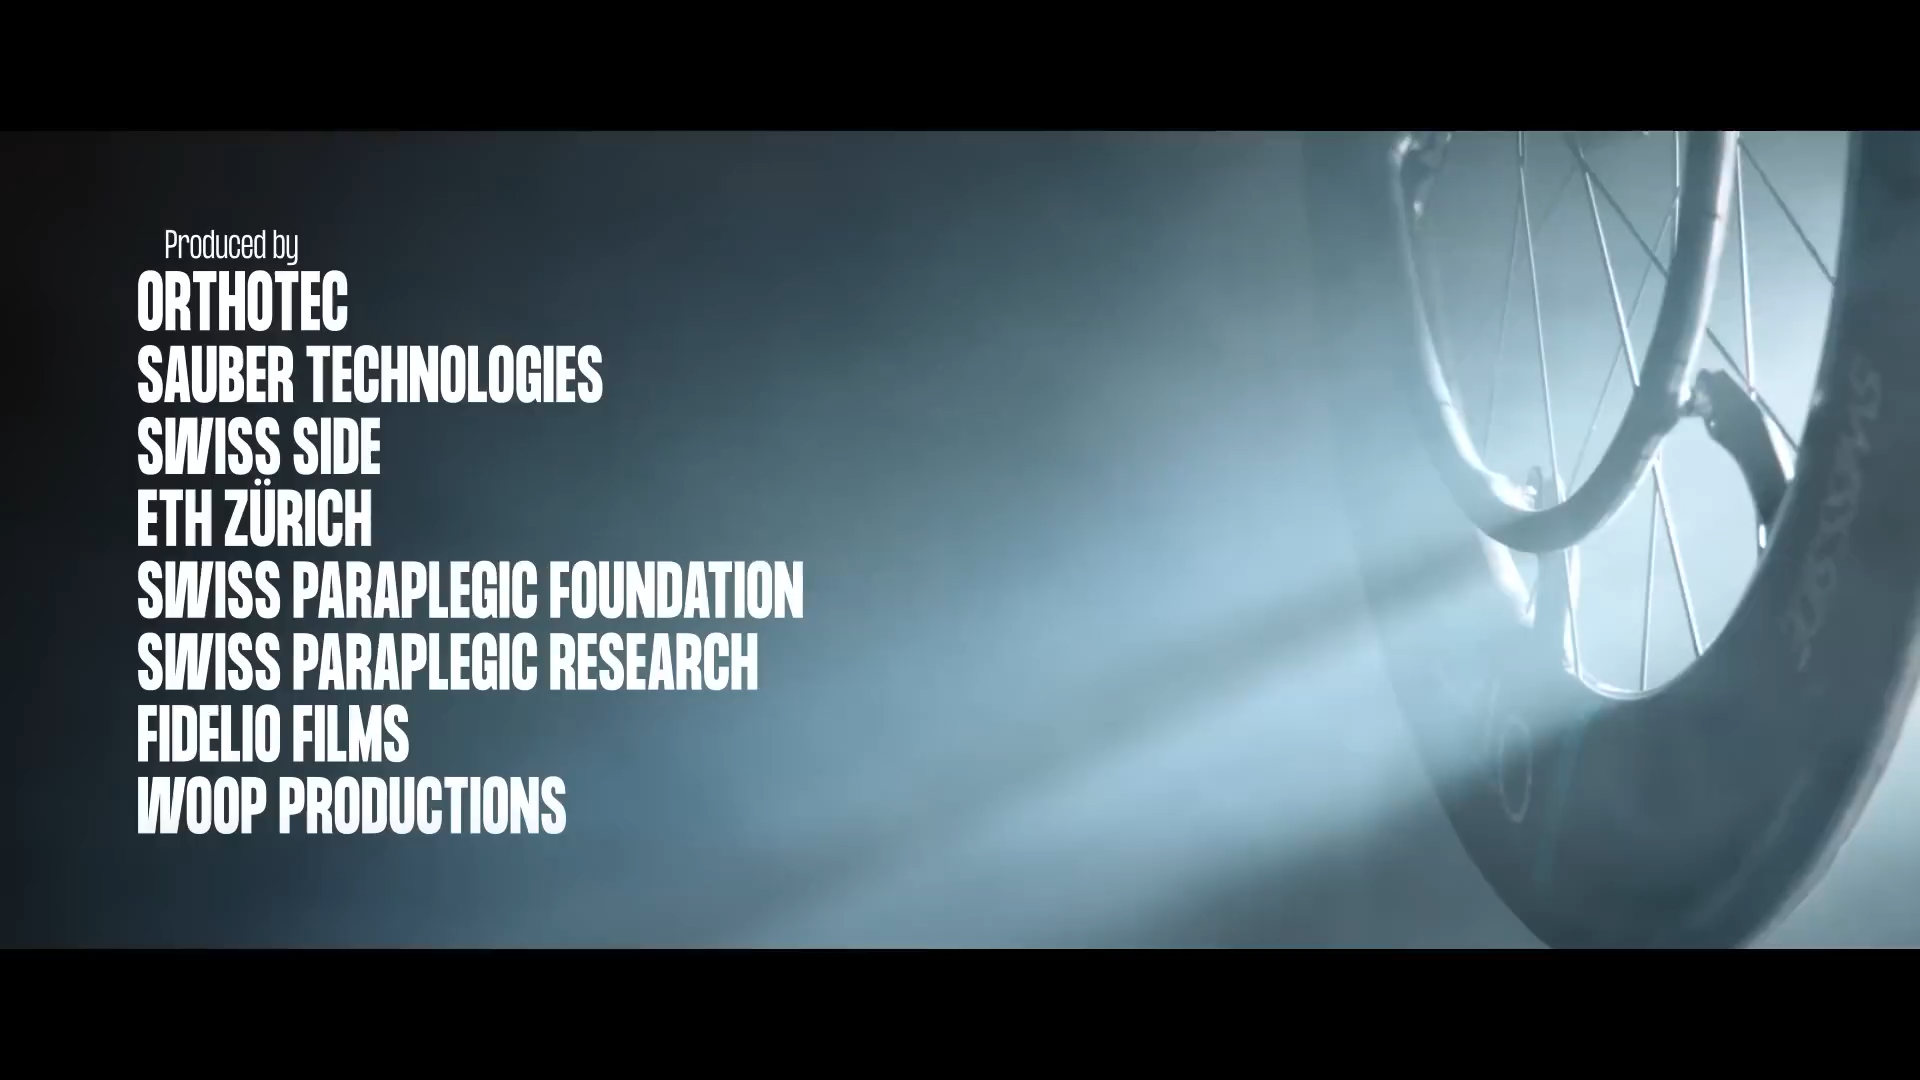 Produced by
ORTHOTEC
SAUBER TECHNOLOGIES
SWISS SIDE
ETH ZÜRICH
SWISS PARAPLEGIC FOUNDATION
SWISS PARAPLEGIC RESEARCH
FIDELIO FILMS
WOOP PRODUCTIONS